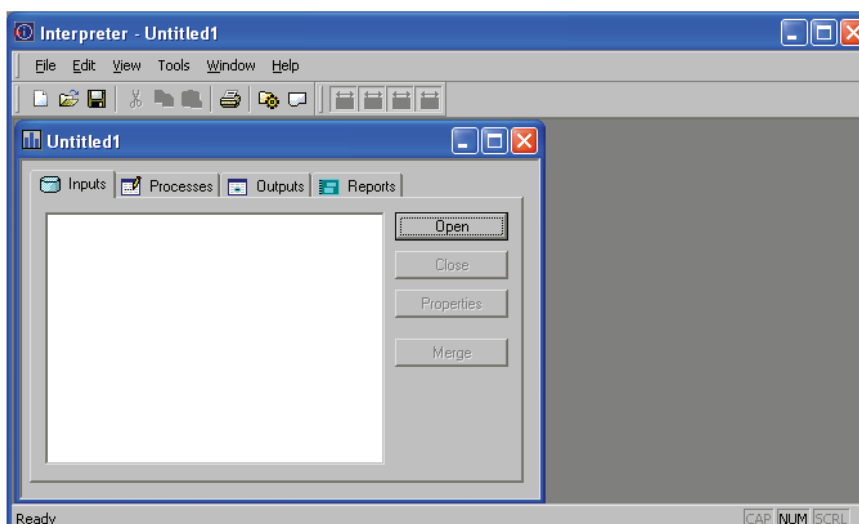 Interpreter - Untitled1
File Edit View Tools Window Help
Untitled1
Inputs Processes Outputs Reports
Open
Close
Properties
Merge
Ready CAP NUM SCRL